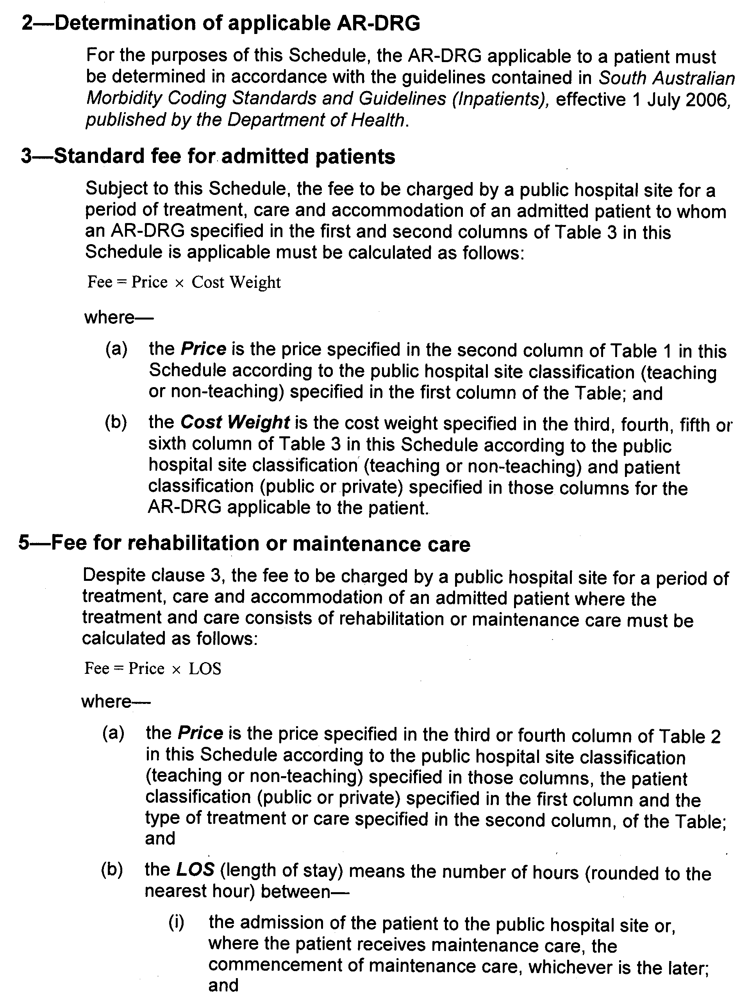 2—Determination of applicable AR-DRG
For the purposes of this Schedule, the AR-DRG applicable to a patient must
be determined in accordance with the guidelines contained in South Australian
Morbidity Coding Standards and Guidelines (Inpatients), effective 1 July 2006,
published by the Department of Health.
3—Standard fee for admitted patients
Subject to this Schedule, the fee to be charged by a public hospital site for a
period of treatment, care and accommodation of an admitted patient to whom
an AR-DRG specified in the first and second columns of Table 3 in this
Schedule is applicable must be calculated as follows:
Fee = Price × Cost Weight
where—
(a) the Price is the price specified in the second column of Table 1 in this
Schedule according to the public hospital site classification (teaching
or non-teaching) specified in the first column of the Table; and
(b) the Cost Weight is the cost weight specified in the third, fourth, fifth or
sixth column of Table 3 in this Schedule according to the public
hospital site classification (teaching or non-teaching) and patient
classification (public or private) specified in those columns for the
AR-DRG applicable to the patient.
5—Fee for rehabilitation or maintenance care
Despite clause 3, the fee to be charged by a public hospital site for a period of
treatment, care and accommodation of an admitted patient where the
treatment and care consists of rehabilitation or maintenance care must be
calculated as follows:
Fee = Price × LOS
where—
(a) the Price is the price specified in the third or fourth column of Table 2
in this Schedule according to the public hospital site classification
(teaching or non-teaching) specified in those columns, the patient
classification (public or private) specified in the first column and the
type of treatment or care specified in the second column, of the Table;
and
(b) the LOS (length of stay) means the number of hours (rounded to the
nearest hour) between—
(i) the admission of the patient to the public hospital site or,
where the patient receives maintenance care, the
commencement of maintenance care, whichever is the later;
and